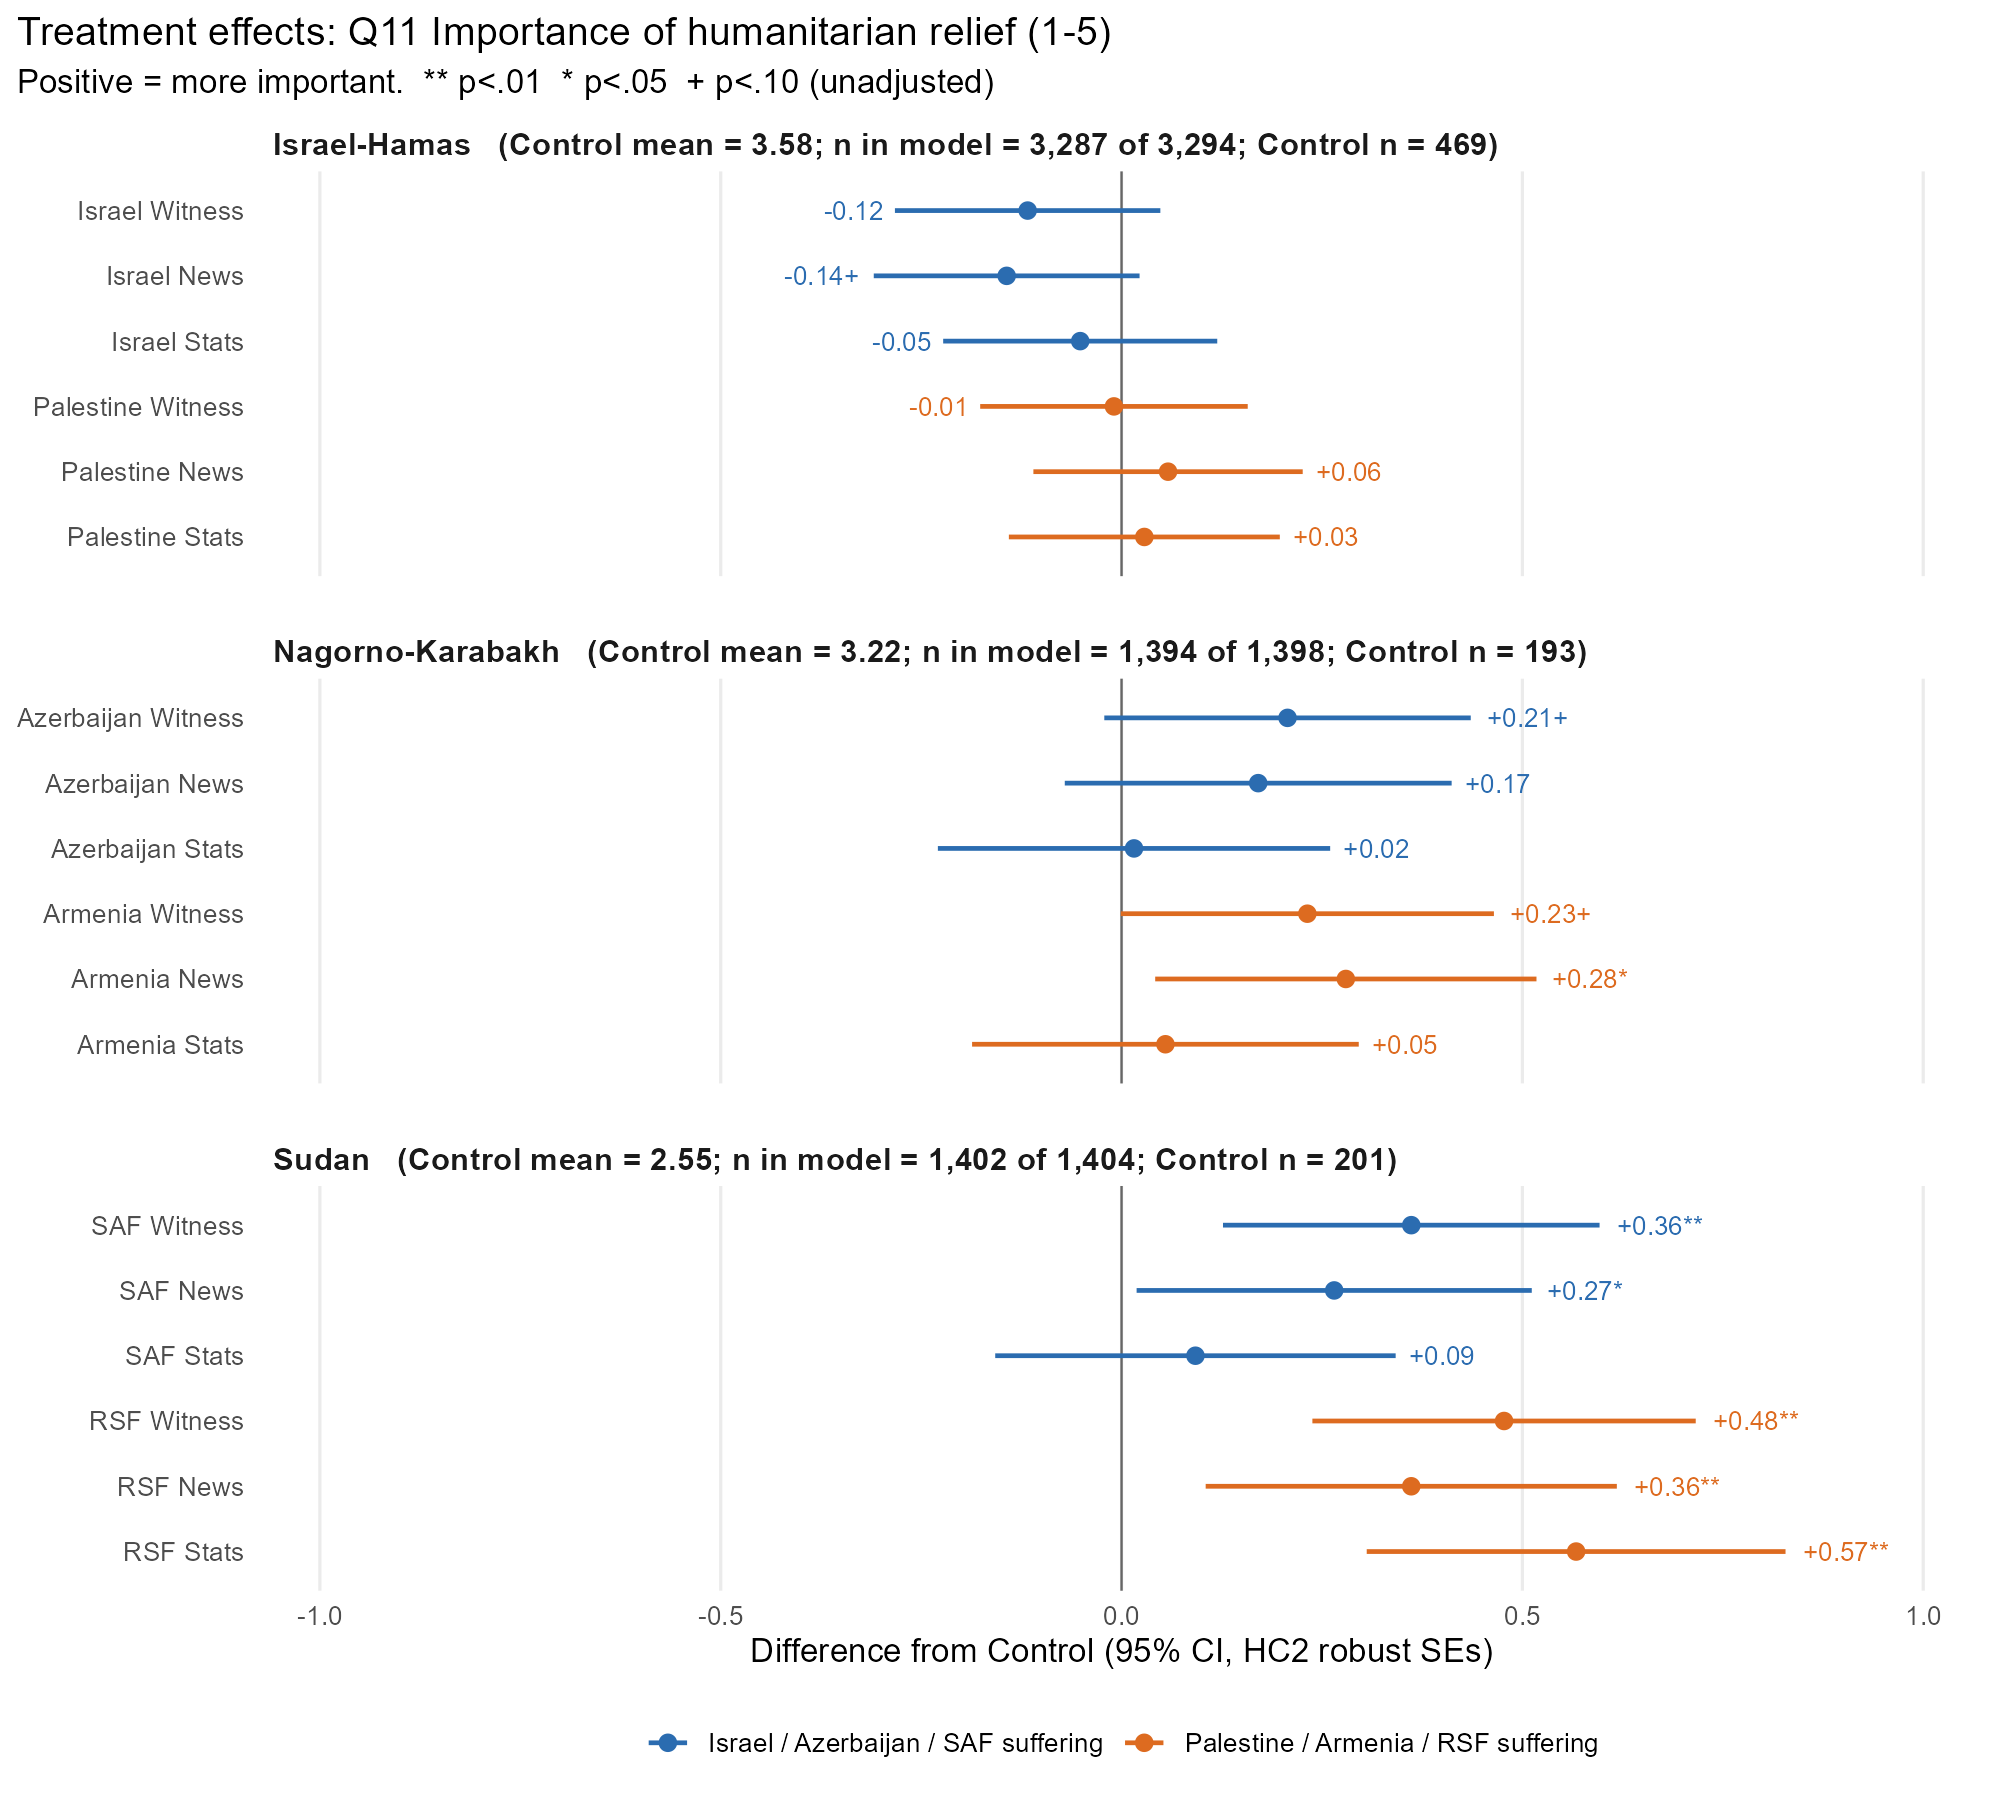 Treatment effects: Q11 Importance of humanitarian relief (1-5)
Positive = more important.  ** p<.01  * p<.05  + p<.10 (unadjusted)
Israel-Hamas   (Control mean = 3.58; n in model = 3,287 of 3,294; Control n = 469)
Israel Witness -0.12
Israel News -0.14+
Israel Stats -0.05
Palestine Witness -0.01
Palestine News +0.06
Palestine Stats +0.03
Nagorno-Karabakh   (Control mean = 3.22; n in model = 1,394 of 1,398; Control n = 193)
Azerbaijan Witness +0.21+
Azerbaijan News +0.17
Azerbaijan Stats +0.02
Armenia Witness +0.23+
Armenia News +0.28*
Armenia Stats +0.05
Sudan   (Control mean = 2.55; n in model = 1,402 of 1,404; Control n = 201)
SAF Witness +0.36**
SAF News +0.27*
SAF Stats +0.09
RSF Witness +0.48**
RSF News +0.36**
RSF Stats +0.57**
-1.0 -0.5 0.0 0.5 1.0
Difference from Control (95% CI, HC2 robust SEs)
Israel / Azerbaijan / SAF suffering Palestine / Armenia / RSF suffering